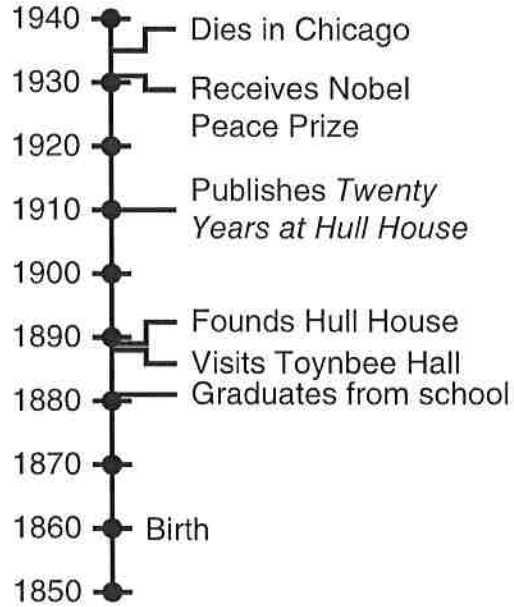 1940
Dies in Chicago
1930
Receives Nobel
Peace Prize
1920
1910
Publishes Twenty
Years at Hull House
1900
1890
Founds Hull House
Visits Toynbee Hall
1880
Graduates from school
1870
1860
Birth
1850